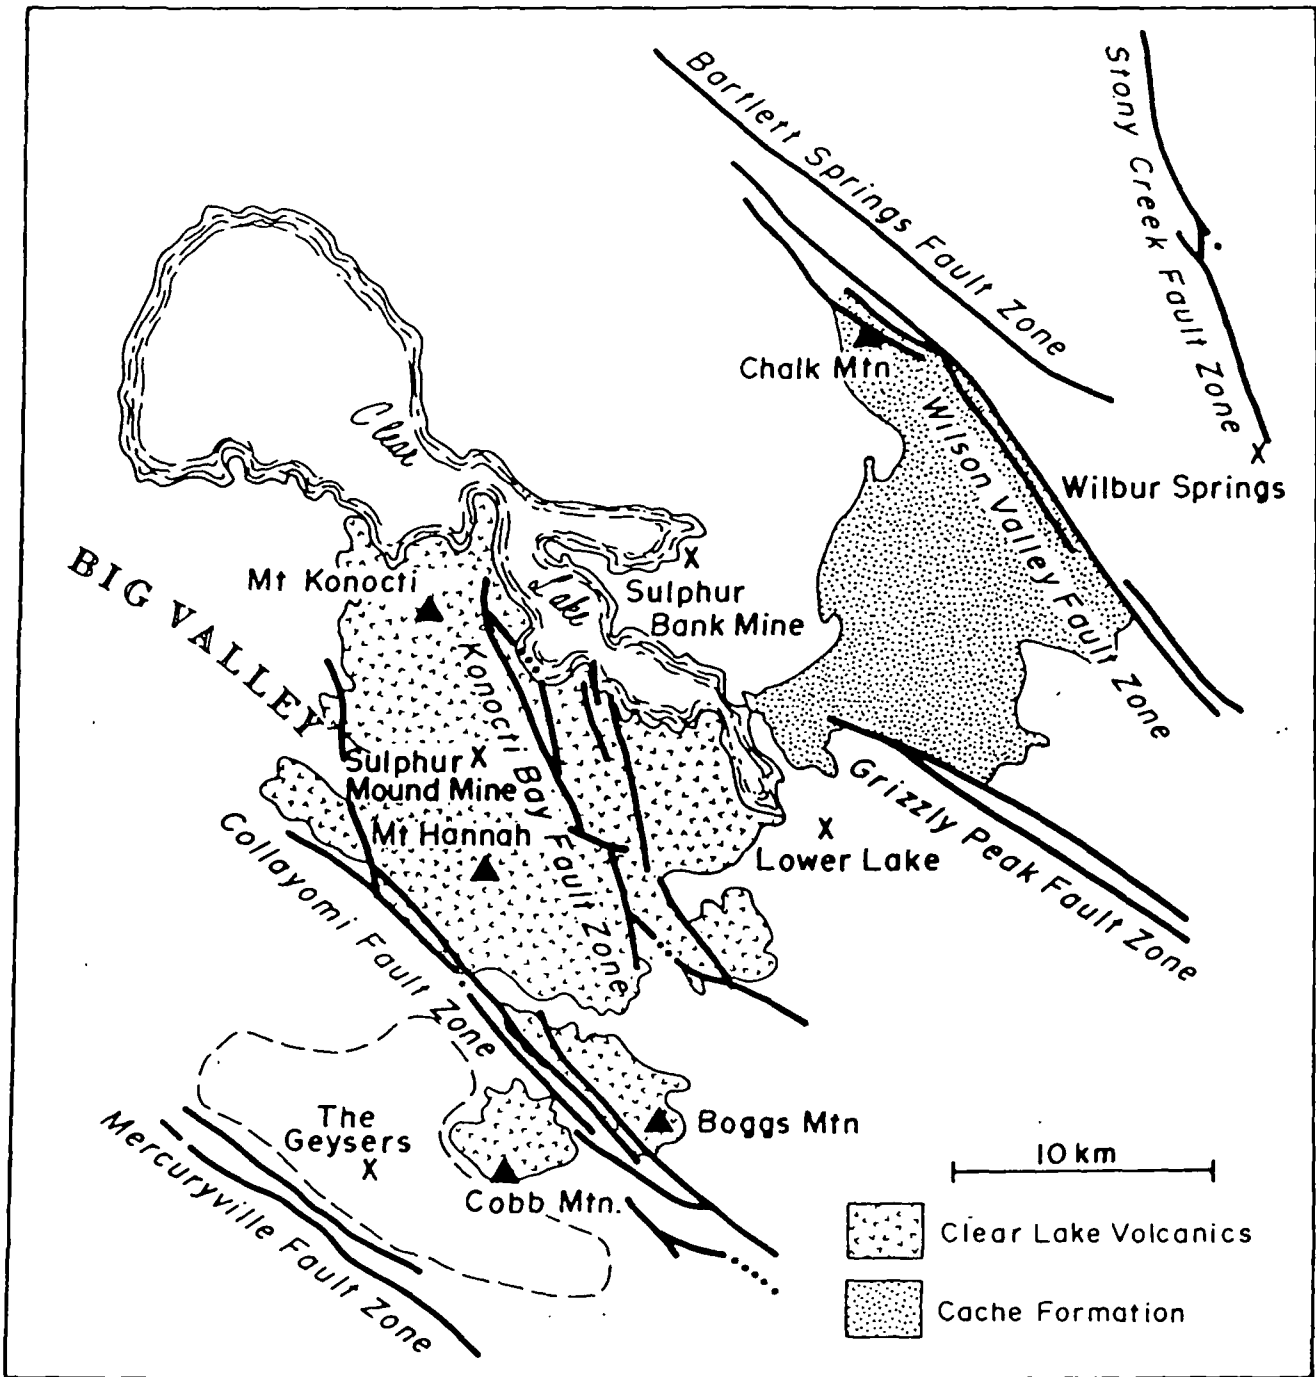 Bartlett Springs Fault Zone
Stony Creek Fault Zone
Chalk Mtn
Clear
Wilson Valley Fault Zone
Wilbur Springs
BIG VALLEY
Mt Konocti
Lake
Sulphur
Bank Mine
Konocti Bay Fault Zone
Sulphur X
Mound Mine
Mt Hannah
X
X
X
Lower Lake
Grizzly Peak Fault Zone
Collayomi Fault Zone
The
Geysers
X
Boggs Mtn
Cobb Mtn.
Mercuryville Fault Zone
10 km
Clear Lake Volcanics
Cache Formation